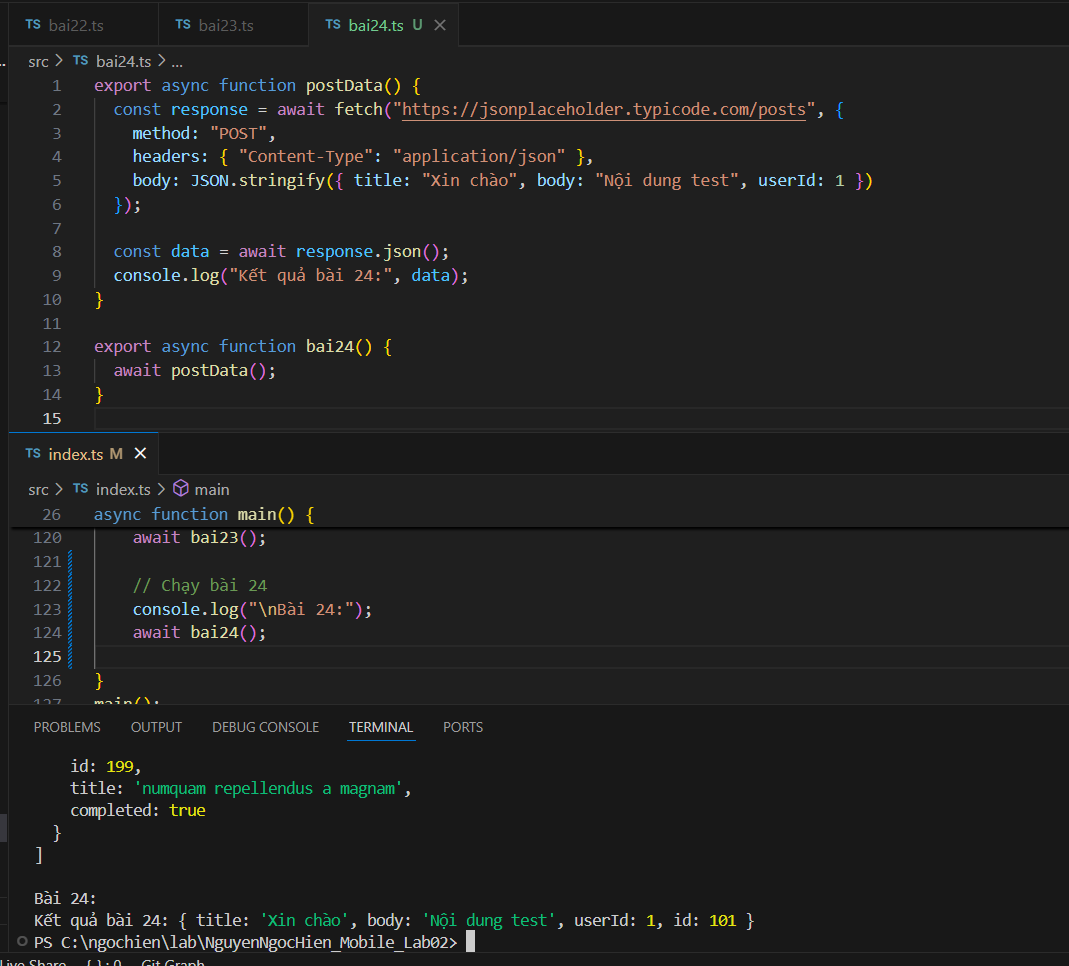 TS bai22.ts TS bai23.ts TS bai24.ts U ×
... src > TS bai24.ts > ...
1 export async function postData() {
2 const response = await fetch("https://jsonplaceholder.typicode.com/posts", {
3 method: "POST",
4 headers: { "Content-Type": "application/json" },
5 body: JSON.stringify({ title: "Xin chào", body: "Nội dung test", userId: 1 })
6 });
7
8 const data = await response.json();
9 console.log("Kết quả bài 24:", data);
10 }
11
12 export async function bai24() {
13 await postData();
14 }
15
TS index.ts M ×
src > TS index.ts > main
26 async function main() {
120 await bai23();
121
122 // Chạy bài 24
123 console.log("\nBài 24:");
124 await bai24();
125
126 }
127 main();
PROBLEMS OUTPUT DEBUG CONSOLE TERMINAL PORTS
id: 199,
title: 'numquam repellendus a magnam',
completed: true
}
]
Bài 24:
Kết quả bài 24: { title: 'Xin chào', body: 'Nội dung test', userId: 1, id: 101 }
PS C:\ngochien\lab\NguyenNgocHien_Mobile_Lab02>
Live Share { } : 0 Git Graph